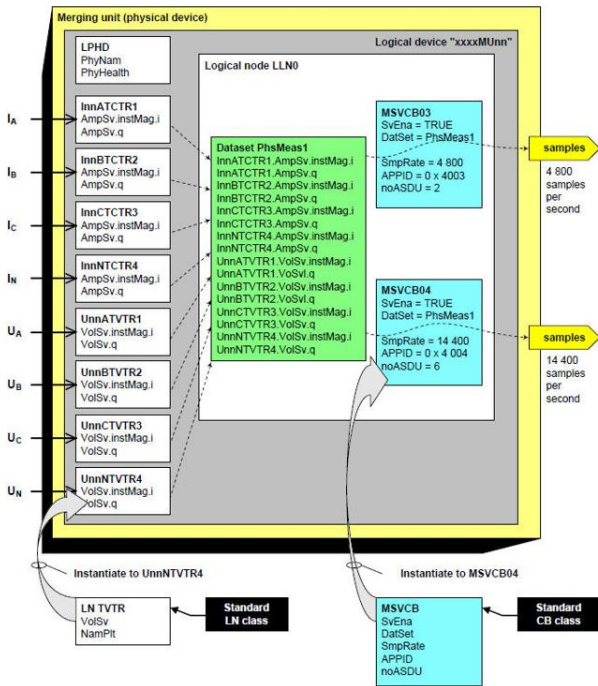 Merging unit (physical device)
Logical device "xxxxMUnn"
LPHD
PhyNam
PhyHealth
Logical node LLN0
IA
InnATCTR1
AmpSv.instMag.i
AmpSv.q
IB
InnBTCTR2
AmpSv.instMag.i
AmpSv.q
IC
InnCTCTR3
AmpSv.instMag.i
AmpSv.q
IN
InnNTCTR4
AmpSv.instMag.i
AmpSv.q
UA
UnnATVTR1
VolSv.instMag.i
VolSv.q
UB
UnnBTVTR2
VolSv.instMag.i
VolSv.q
UC
UnnCTVTR3
VolSv.instMag.i
VolSv.q
UN
UnnNTVTR4
VolSv.instMag.i
VolSv.q
Dataset PhsMeas1
InnATCTR1.AmpSv.instMag.i
InnATCTR1.AmpSv.q
InnBTCTR2.AmpSv.instMag.i
InnBTCTR2.AmpSv.q
InnCTCTR3.AmpSv.instMag.i
InnCTCTR3.AmpSv.q
InnNTCTR4.AmpSv.instMag.i
InnNTCTR4.AmpSv.q
UnnATVTR1.VolSv.instMag.i
UnnATVTR1.VolSvI.q
UnnBTVTR2.VolSv.instMag.i
UnnBTVTR2.VolSvI.q
UnnCTVTR3.VolSv.instMag.i
UnnCTVTR3.VolSv.q
UnnNTVTR4.VolSv.instMag.i
UnnNTVTR4.VolSv.q
MSVCB03
SvEna = TRUE
DatSet = PhsMeas1
SmpRate = 4 800
APPID = 0 x 4003
noASDU = 2
samples
4 800
samples
per
second
MSVCB04
SvEna = TRUE
DatSet = PhsMeas1
SmpRate = 14 400
APPID = 0 x 4 004
noASDU = 6
samples
14 400
samples
per
second
Instantiate to UnnNTVTR4
Instantiate to MSVCB04
LN TVTR
VolSv
NamPlt
Standard
LN class
MSVCB
SvEna
DatSet
SmpRate
APPID
noASDU
Standard
CB class